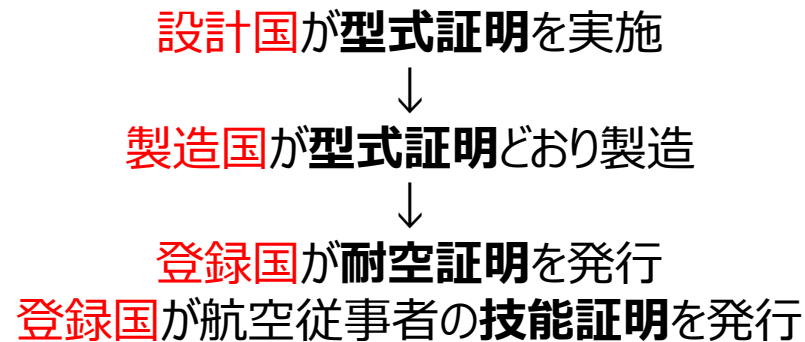 設計国が型式証明を実施
↓
製造国が型式証明どおり製造
↓
登録国が耐空証明を発行
登録国が航空従事者の技能証明を発行